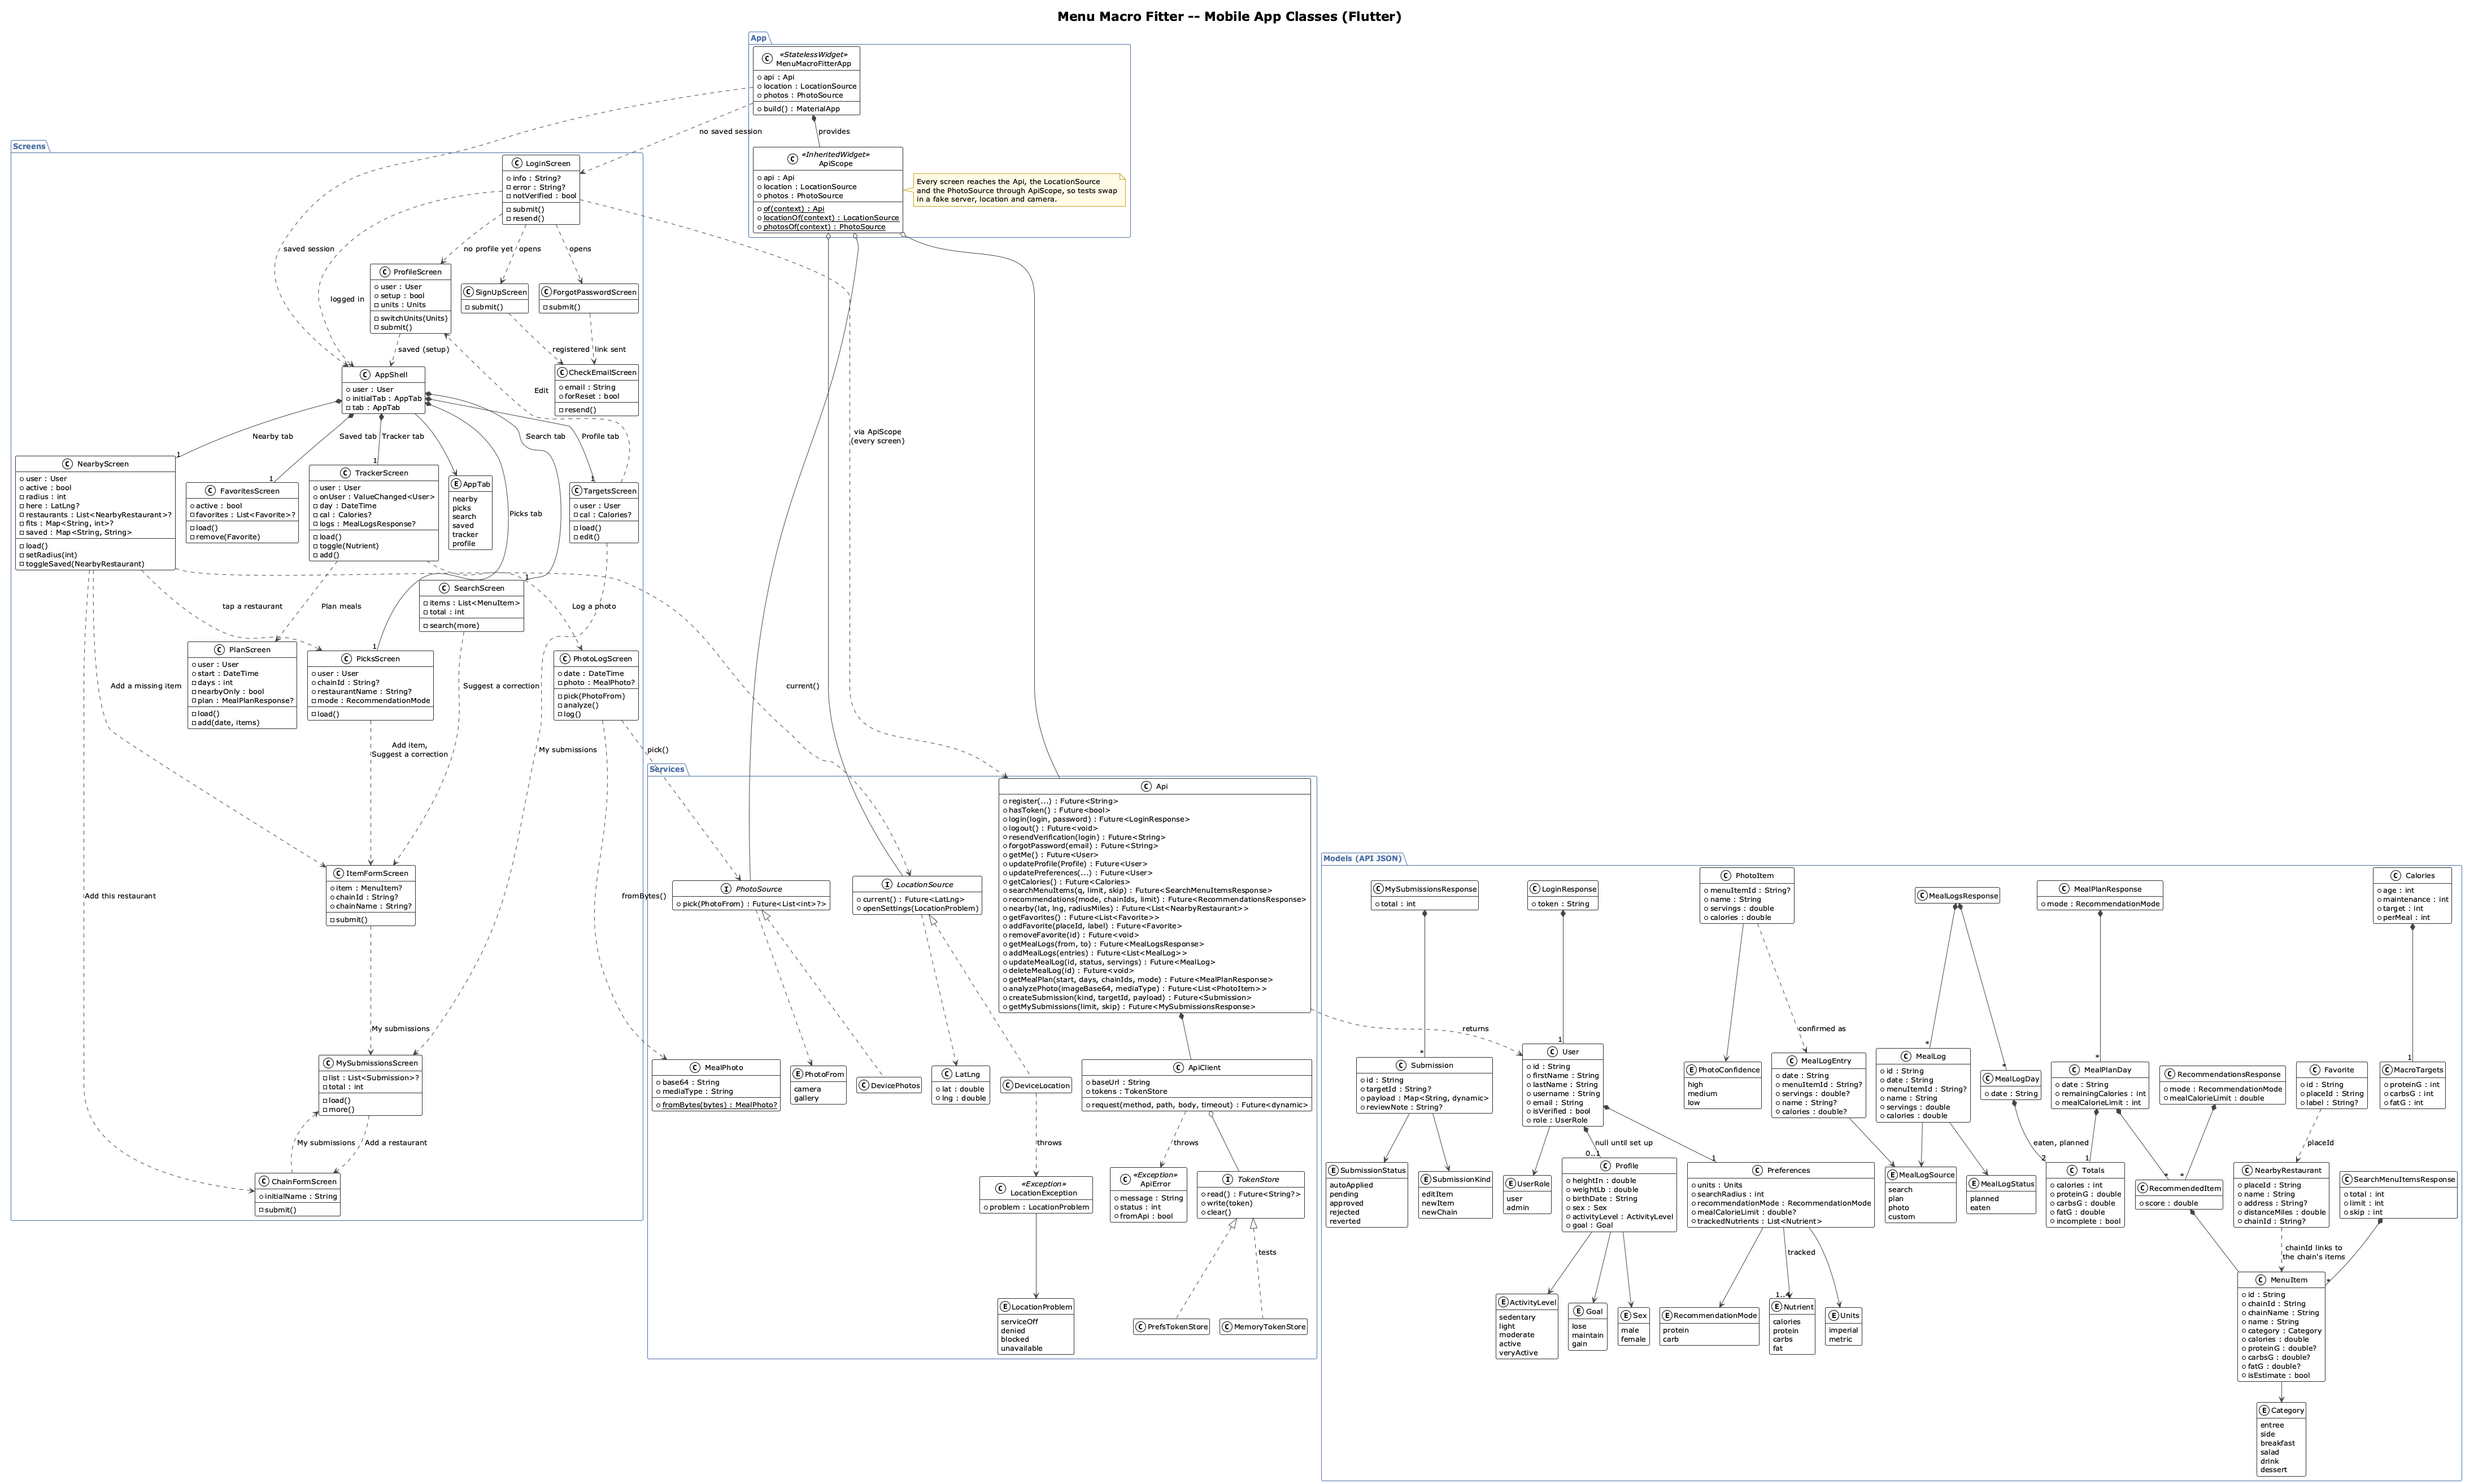 Menu Macro Fitter -- Mobile App Classes (Flutter)
App
C
«StatelessWidget»
MenuMacroFitterApp
api : Api
location : LocationSource
photos : PhotoSource
build() : MaterialApp
provides
no saved session
C
«InheritedWidget»
ApiScope
api : Api
location : LocationSource
photos : PhotoSource
of(context) : Api
locationOf(context) : LocationSource
photosOf(context) : PhotoSource
Every screen reaches the Api, the LocationSource
and the PhotoSource through ApiScope, so tests swap
in a fake server, location and camera.
Screens
C LoginScreen
info : String?
error : String?
notVerified : bool
submit()
resend()
saved session
logged in
no profile yet
opens
opens
C ProfileScreen
user : User
setup : bool
units : Units
switchUnits(Units)
submit()
C SignUpScreen
submit()
C ForgotPasswordScreen
submit()
saved (setup)
registered
link sent
C AppShell
user : User
initialTab : AppTab
tab : AppTab
C CheckEmailScreen
email : String
forReset : bool
resend()
Edit
Nearby tab
Saved tab
Tracker tab
Search tab
Profile tab
Picks tab
via ApiScope
(every screen)
1
1
1
1
1
1
C NearbyScreen
user : User
active : bool
radius : int
here : LatLng?
restaurants : List<NearbyRestaurant>?
fits : Map<String, int>?
saved : Map<String, String>
load()
setRadius(int)
toggleSaved(NearbyRestaurant)
C FavoritesScreen
active : bool
favorites : List<Favorite>?
load()
remove(Favorite)
C TrackerScreen
user : User
onUser : ValueChanged<User>
day : DateTime
cal : Calories?
logs : MealLogsResponse?
load()
toggle(Nutrient)
add()
E AppTab
nearby
picks
search
saved
tracker
profile
C TargetsScreen
user : User
cal : Calories?
load()
edit()
C SearchScreen
items : List<MenuItem>
total : int
search(more)
tap a restaurant
Plan meals
Log a photo
C PlanScreen
user : User
start : DateTime
days : int
nearbyOnly : bool
plan : MealPlanResponse?
load()
add(date, items)
C PicksScreen
user : User
chainId : String?
restaurantName : String?
mode : RecommendationMode
load()
C PhotoLogScreen
date : DateTime
photo : MealPhoto?
pick(PhotoFrom)
analyze()
log()
Add a missing item
Suggest a correction
current()
Add item,
Suggest a correction
My submissions
pick()
C ItemFormScreen
item : MenuItem?
chainId : String?
chainName : String?
submit()
Add this restaurant
fromBytes()
My submissions
C MySubmissionsScreen
list : List<Submission>?
total : int
load()
more()
My submissions
Add a restaurant
C ChainFormScreen
initialName : String
submit()
Services
C Api
register(...) : Future<String>
hasToken() : Future<bool>
login(login, password) : Future<LoginResponse>
logout() : Future<void>
resendVerification(login) : Future<String>
forgotPassword(email) : Future<String>
getMe() : Future<User>
updateProfile(Profile) : Future<User>
updatePreferences(...) : Future<User>
getCalories() : Future<Calories>
searchMenuItems(q, limit, skip) : Future<SearchMenuItemsResponse>
recommendations(mode, chainIds, limit) : Future<RecommendationsResponse>
nearby(lat, lng, radiusMiles) : Future<List<NearbyRestaurant>>
getFavorites() : Future<List<Favorite>>
addFavorite(placeId, label) : Future<Favorite>
removeFavorite(id) : Future<void>
getMealLogs(from, to) : Future<MealLogsResponse>
addMealLogs(entries) : Future<List<MealLog>>
updateMealLog(id, status, servings) : Future<MealLog>
deleteMealLog(id) : Future<void>
getMealPlan(start, days, chainIds, mode) : Future<MealPlanResponse>
analyzePhoto(imageBase64, mediaType) : Future<List<PhotoItem>>
createSubmission(kind, targetId, payload) : Future<Submission>
getMySubmissions(limit, skip) : Future<MySubmissionsResponse>
I PhotoSource
pick(PhotoFrom) : Future<List<int>?>
I LocationSource
current() : Future<LatLng>
openSettings(LocationProblem)
returns
C MealPhoto
base64 : String
mediaType : String
fromBytes(bytes) : MealPhoto?
E PhotoFrom
camera
gallery
C DevicePhotos
C LatLng
lat : double
lng : double
C DeviceLocation
C ApiClient
baseUrl : String
tokens : TokenStore
request(method, path, body, timeout) : Future<dynamic>
throws
throws
C
«Exception»
LocationException
problem : LocationProblem
C
«Exception»
ApiError
message : String
status : int
fromApi : bool
I TokenStore
read() : Future<String?>
write(token)
clear()
tests
E LocationProblem
serviceOff
denied
blocked
unavailable
C PrefsTokenStore
C MemoryTokenStore
Models (API JSON)
C MySubmissionsResponse
total : int
C LoginResponse
token : String
C PhotoItem
menuItemId : String?
name : String
servings : double
calories : double
C MealLogsResponse
C MealPlanResponse
mode : RecommendationMode
C Calories
age : int
maintenance : int
target : int
perMeal : int
confirmed as
*
1
*
*
*
1
C Submission
id : String
targetId : String?
payload : Map<String, dynamic>
reviewNote : String?
C User
id : String
firstName : String
lastName : String
username : String
email : String
isVerified : bool
role : UserRole
E PhotoConfidence
high
medium
low
C MealLogEntry
date : String
menuItemId : String?
servings : double?
name : String?
calories : double?
C MealLog
id : String
date : String
menuItemId : String?
name : String
servings : double
calories : double
C MealLogDay
date : String
C MealPlanDay
date : String
remainingCalories : int
mealCalorieLimit : int
C RecommendationsResponse
mode : RecommendationMode
mealCalorieLimit : double
C Favorite
id : String
placeId : String
label : String?
C MacroTargets
proteinG : int
carbsG : int
fatG : int
null until set up
0..1
1
eaten, planned
2
1
*
*
placeId
E SubmissionStatus
autoApplied
pending
approved
rejected
reverted
E SubmissionKind
editItem
newItem
newChain
E UserRole
user
admin
C Profile
heightIn : double
weightLb : double
birthDate : String
sex : Sex
activityLevel : ActivityLevel
goal : Goal
C Preferences
units : Units
searchRadius : int
recommendationMode : RecommendationMode
mealCalorieLimit : double?
trackedNutrients : List<Nutrient>
E MealLogSource
search
plan
photo
custom
E MealLogStatus
planned
eaten
C Totals
calories : int
proteinG : double
carbsG : double
fatG : double
incomplete : bool
C RecommendedItem
score : double
C NearbyRestaurant
placeId : String
name : String
address : String?
distanceMiles : double
chainId : String?
C SearchMenuItemsResponse
total : int
limit : int
skip : int
tracked
1..4
chainId links to
the chain's items
*
E ActivityLevel
sedentary
light
moderate
active
veryActive
E Goal
lose
maintain
gain
E Sex
male
female
E RecommendationMode
protein
carb
E Nutrient
calories
protein
carbs
fat
E Units
imperial
metric
C MenuItem
id : String
chainId : String
chainName : String
name : String
category : Category
calories : double
proteinG : double?
carbsG : double?
fatG : double?
isEstimate : bool
E Category
entree
side
breakfast
salad
drink
dessert